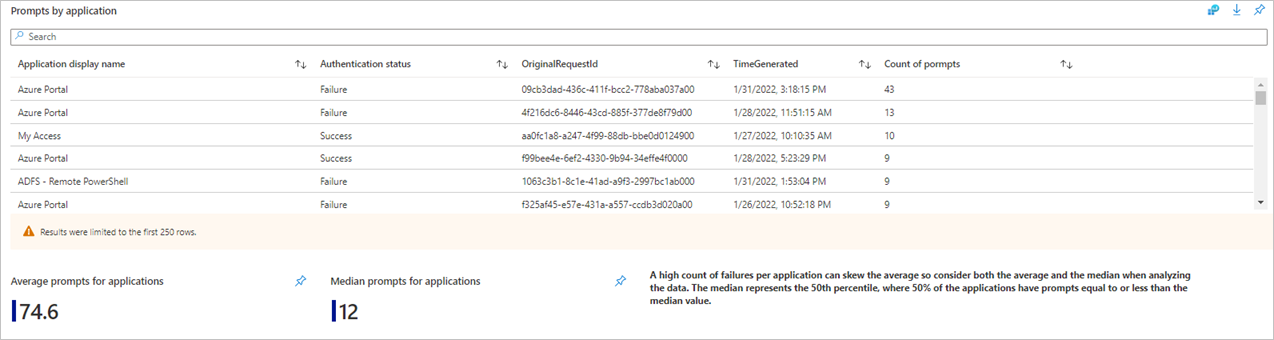 Prompts by application
Search
Application display name Authentication status OriginalRequestId TimeGenerated Count of pormpts
Azure Portal Failure 09cb3dad-436c-411f-bcc2-778aba037a00 1/31/2022, 3:18:15 PM 43
Azure Portal Failure 4f216dc6-8446-43cd-885f-377de8f79d00 1/28/2022, 11:51:15 AM 13
My Access Success aa0fc1a8-a247-4f99-88db-bbe0d0124900 1/27/2022, 10:10:35 AM 10
Azure Portal Success f99bee4e-6ef2-4330-9b94-34effe4f0000 1/28/2022, 5:23:29 PM 9
ADFS - Remote PowerShell Failure 1063c3b1-8c1e-41ad-a9f3-2997bc1ab000 1/31/2022, 1:53:04 PM 9
Azure Portal Failure f325af45-e57e-431a-a557-ccdb3d020a00 1/26/2022, 10:52:18 PM 9
Results were limited to the first 250 rows.
Average prompts for applications
74.6
Median prompts for applications
12
A high count of failures per application can skew the average so consider both the average and the median when analyzing
the data. The median represents the 50th percentile, where 50% of the applications have prompts equal to or less than the
median value.